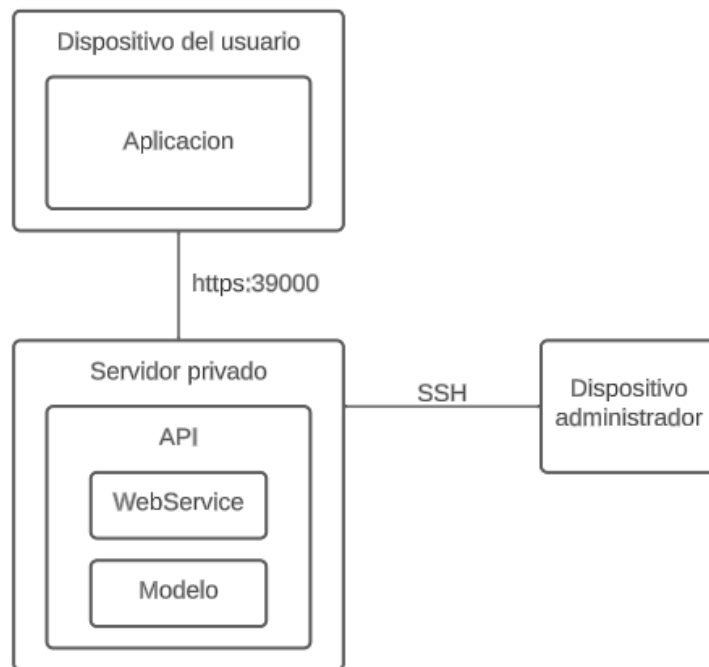 Dispositivo del usuario
Aplicacion
https:39000
Servidor privado
API
WebService
Modelo
SSH
Dispositivo
administrador